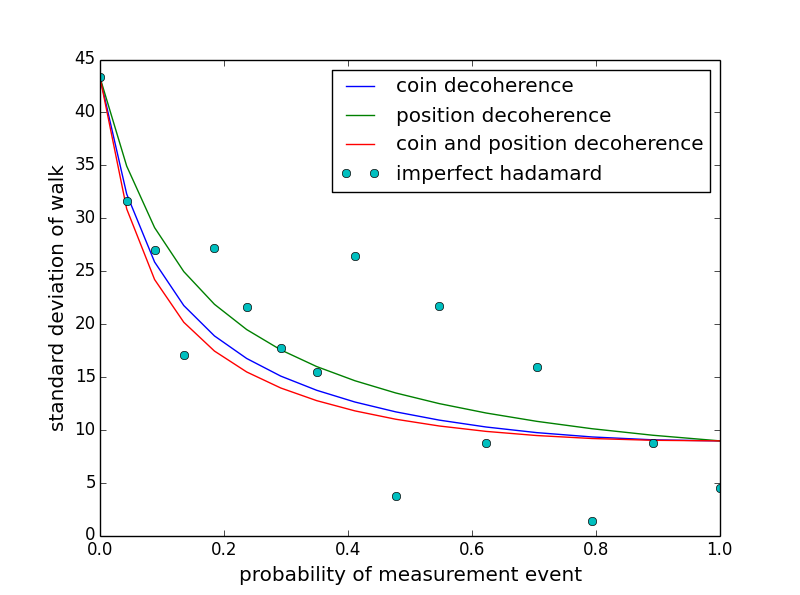 45
40
35
30
25
20
15
10
5
0
0.0 0.2 0.4 0.6 0.8 1.0
standard deviation of walk
probability of measurement event
coin decoherence
position decoherence
coin and position decoherence
imperfect hadamard